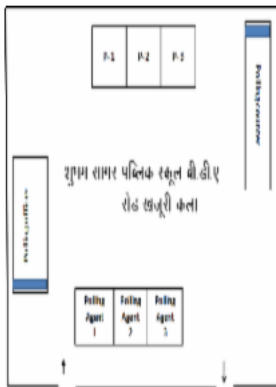 P-1 P-2 P-3
शुभम सागर पब्लिक स्कूल बी.डी.ए
रोड खजूरी कला
Polling Agent 1
Polling Agent 2
Polling Agent 3